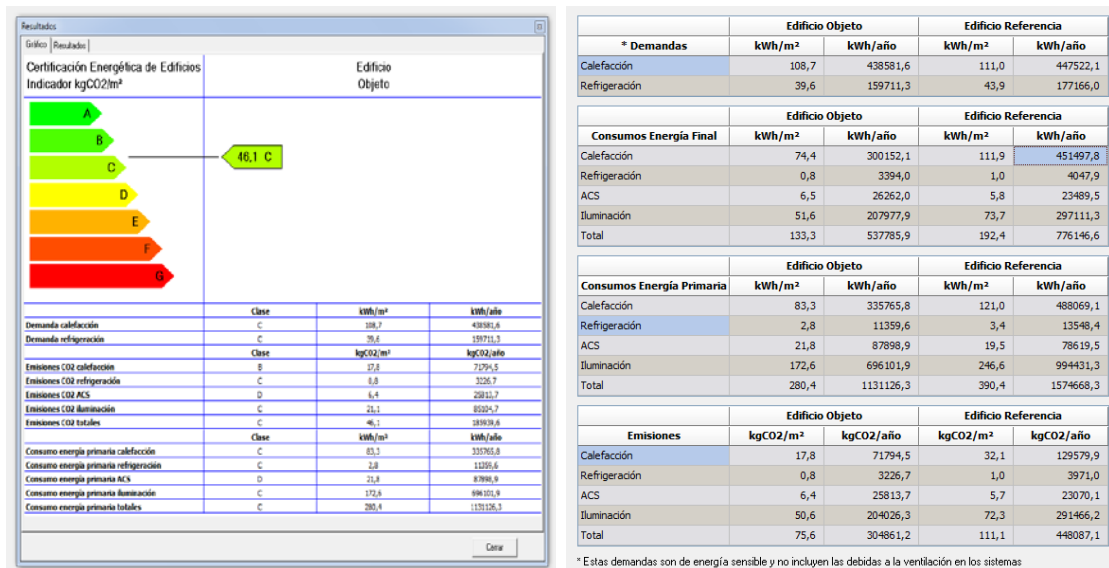 Resultados
Gráfico Resultados
Certificación Energética de Edificios
Indicador kgCO2/m²
Edificio
Objeto
A
B
C
D
E
F
G
46,1 C
Clase kWh/m² kWh/año
Demanda calefacción C 108,7 438581,6
Demanda refrigeración C 39,6 159711,3
Clase kgCO2/m² kgCO2/año
Emisiones CO2 calefacción B 17,8 71794,5
Emisiones CO2 refrigeración C 0,8 3226,7
Emisiones CO2 ACS D 6,4 25813,7
Emisiones CO2 iluminación C 21,1
Emisiones CO2 totales C 46,1
Clase kWh/m² kWh/año
Consumo energía primaria calefacción C 83,3 335765,8
Consumo energía primaria refrigeración C 2,8 11359,6
Consumo energía primaria ACS D 21,8 87898,9
Consumo energía primaria iluminación C 172,6 696101,9
Consumo energía primaria totales C 280,4 1131126,3
Cerrar
Edificio Objeto Edificio Referencia
* Demandas kWh/m² kWh/año kWh/m² kWh/año
Calefacción 108,7 438581,6 111,0 447522,1
Refrigeración 39,6 159711,3 43,9 177166,0
Edificio Objeto Edificio Referencia
Consumos Energía Final kWh/m² kWh/año kWh/m² kWh/año
Calefacción 74,4 300152,1 111,9 451497,8
Refrigeración 0,8 3394,0 1,0 4047,9
ACS 6,5 26262,0 5,8 23489,5
Iluminación 51,6 207977,9 73,7 297111,3
Total 133,3 537785,9 192,4 776146,6
Edificio Objeto Edificio Referencia
Consumos Energía Primaria kWh/m² kWh/año kWh/m² kWh/año
Calefacción 83,3 335765,8 121,0 488069,1
Refrigeración 2,8 11359,6 3,4 13548,4
ACS 21,8 87898,9 19,5 78619,5
Iluminación 172,6 696101,9 246,6 994431,3
Total 280,4 1131126,3 390,4 1574668,3
Edificio Objeto Edificio Referencia
Emisiones kgCO2/m² kgCO2/año kgCO2/m² kgCO2/año
Calefacción 17,8 71794,5 32,1 129579,9
Refrigeración 0,8 3226,7 1,0 3971,0
ACS 6,4 25813,7 5,7 23070,1
Iluminación 50,6 204026,3 72,3 291466,2
Total 75,6 304861,2 111,1 448087,1
* Estas demandas son de energía sensible y no incluyen las debidas a la ventilación en los sistemas